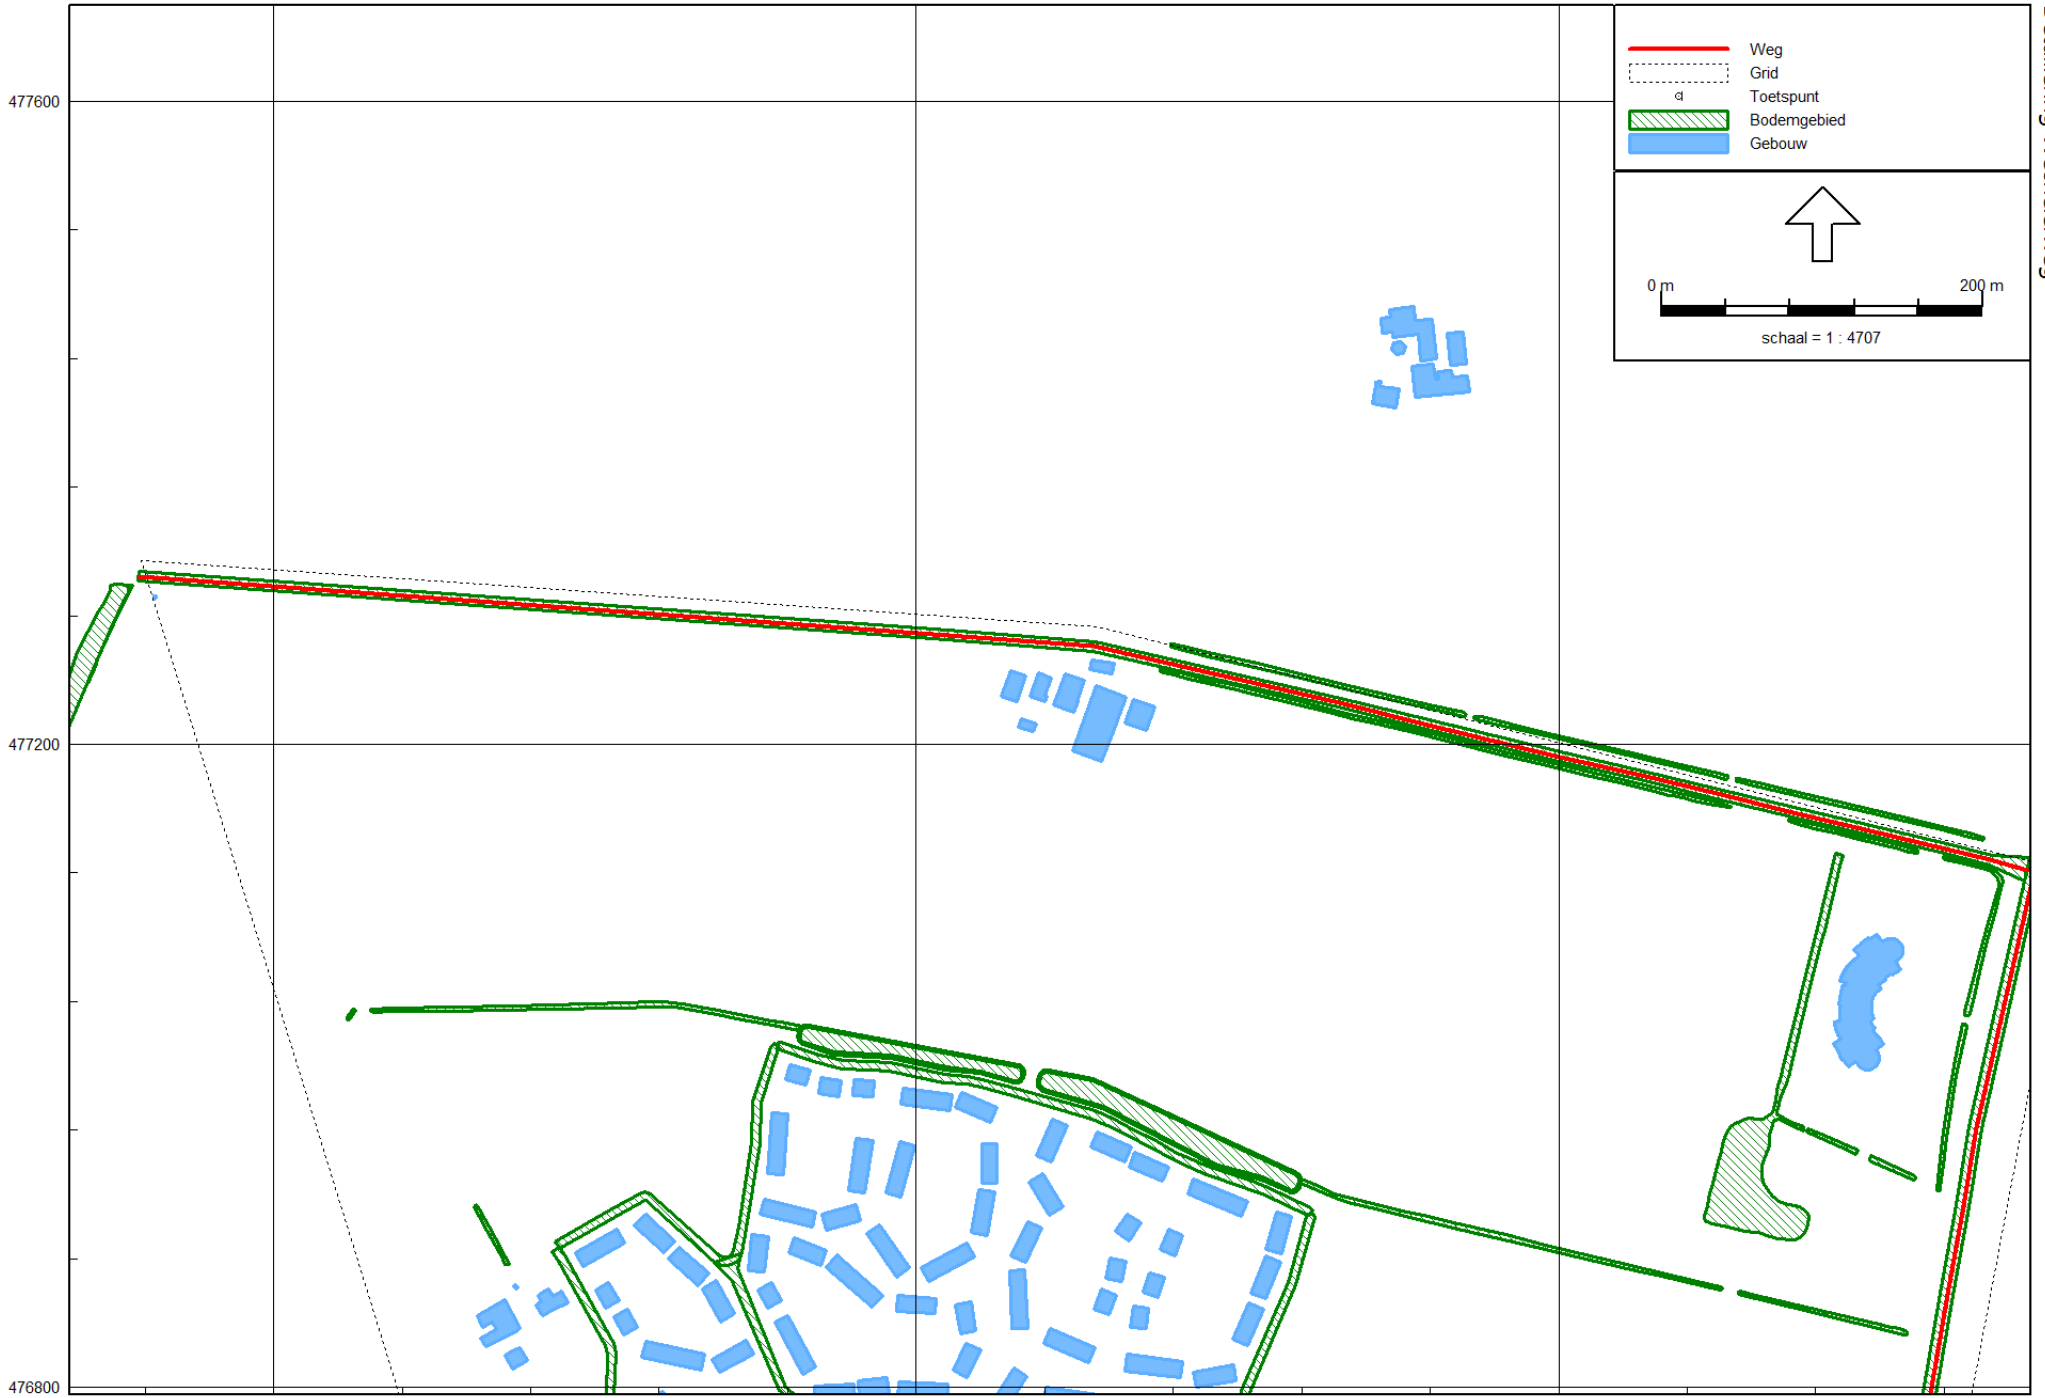 Weg
Grid
Toetspunt
Bodemgebied
Gebouw
0 m 200 m
schaal = 1 : 4707
477600
477200
476800